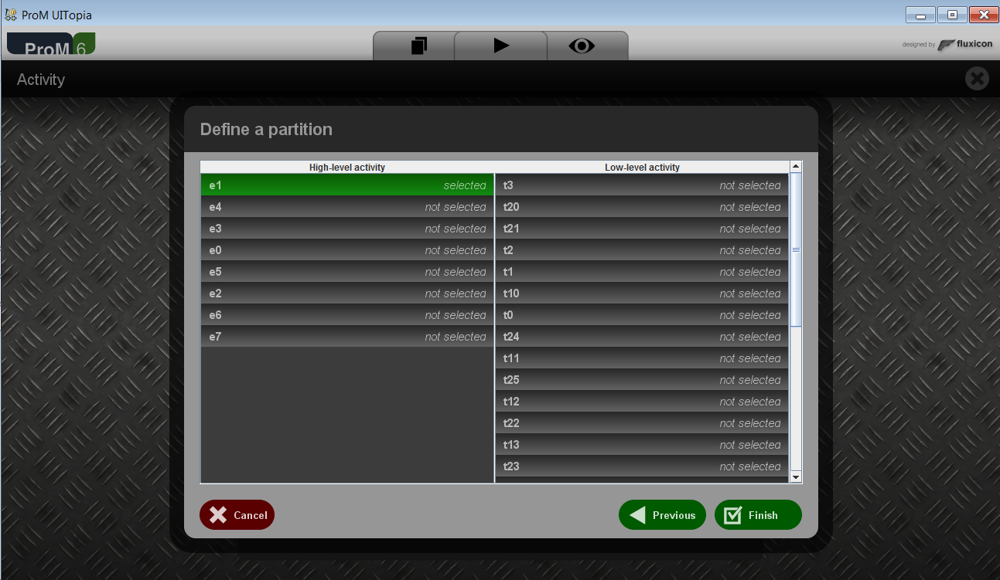 ProM UITopia
ProM 6
designed by fluxicon
Activity
Define a partition
High-level activity Low-level activity
e1 selected t3 not selected
e4 not selected t20 not selected
e3 not selected t21 not selected
e0 not selected t2 not selected
e5 not selected t1 not selected
e2 not selected t10 not selected
e6 not selected t0 not selected
e7 not selected t24 not selected
t11 not selected
t25 not selected
t12 not selected
t22 not selected
t13 not selected
t23 not selected
Cancel Previous Finish